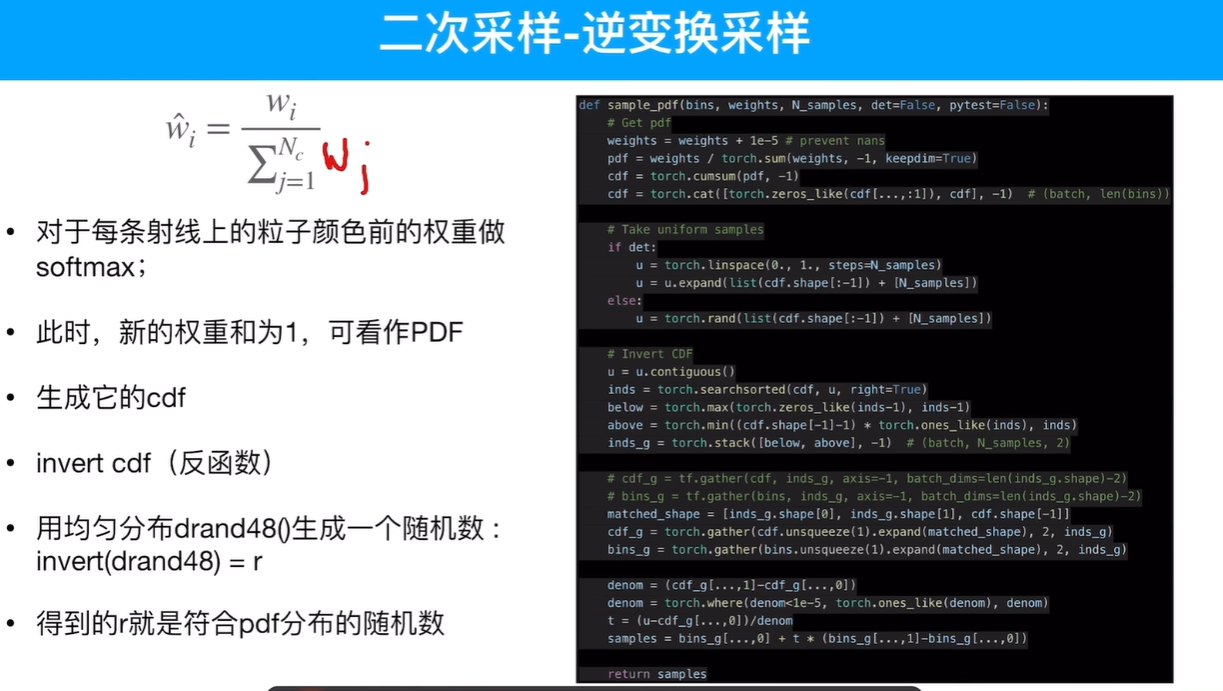 二次采样-逆变换采样
ŵᵢ = wᵢ / ∑_{j=1}^{N_c} wⱼ
• 对于每条射线上的粒子颜色前的权重做
softmax；
• 此时，新的权重和为1，可看作PDF
• 生成它的cdf
• invert cdf（反函数）
• 用均匀分布drand48()生成一个随机数：
invert(drand48) = r
• 得到的r就是符合pdf分布的随机数
def sample_pdf(bins, weights, N_samples, det=False, pytest=False):
# Get pdf
weights = weights + 1e-5 # prevent nans
pdf = weights / torch.sum(weights, -1, keepdim=True)
cdf = torch.cumsum(pdf, -1)
cdf = torch.cat([torch.zeros_like(cdf[...,:1]), cdf], -1)  # (batch, len(bins))
# Take uniform samples
if det:
u = torch.linspace(0., 1., steps=N_samples)
u = u.expand(list(cdf.shape[:-1]) + [N_samples])
else:
u = torch.rand(list(cdf.shape[:-1]) + [N_samples])
# Invert CDF
u = u.contiguous()
inds = torch.searchsorted(cdf, u, right=True)
below = torch.max(torch.zeros_like(inds-1), inds-1)
above = torch.min((cdf.shape[-1]-1) * torch.ones_like(inds), inds)
inds_g = torch.stack([below, above], -1)  # (batch, N_samples, 2)
# cdf_g = tf.gather(cdf, inds_g, axis=-1, batch_dims=len(inds_g.shape)-2)
# bins_g = tf.gather(bins, inds_g, axis=-1, batch_dims=len(inds_g.shape)-2)
matched_shape = [inds_g.shape[0], inds_g.shape[1], cdf.shape[-1]]
cdf_g = torch.gather(cdf.unsqueeze(1).expand(matched_shape), 2, inds_g)
bins_g = torch.gather(bins.unsqueeze(1).expand(matched_shape), 2, inds_g)
denom = (cdf_g[...,1]-cdf_g[...,0])
denom = torch.where(denom<1e-5, torch.ones_like(denom), denom)
t = (u-cdf_g[...,0])/denom
samples = bins_g[...,0] + t * (bins_g[...,1]-bins_g[...,0])
return samples